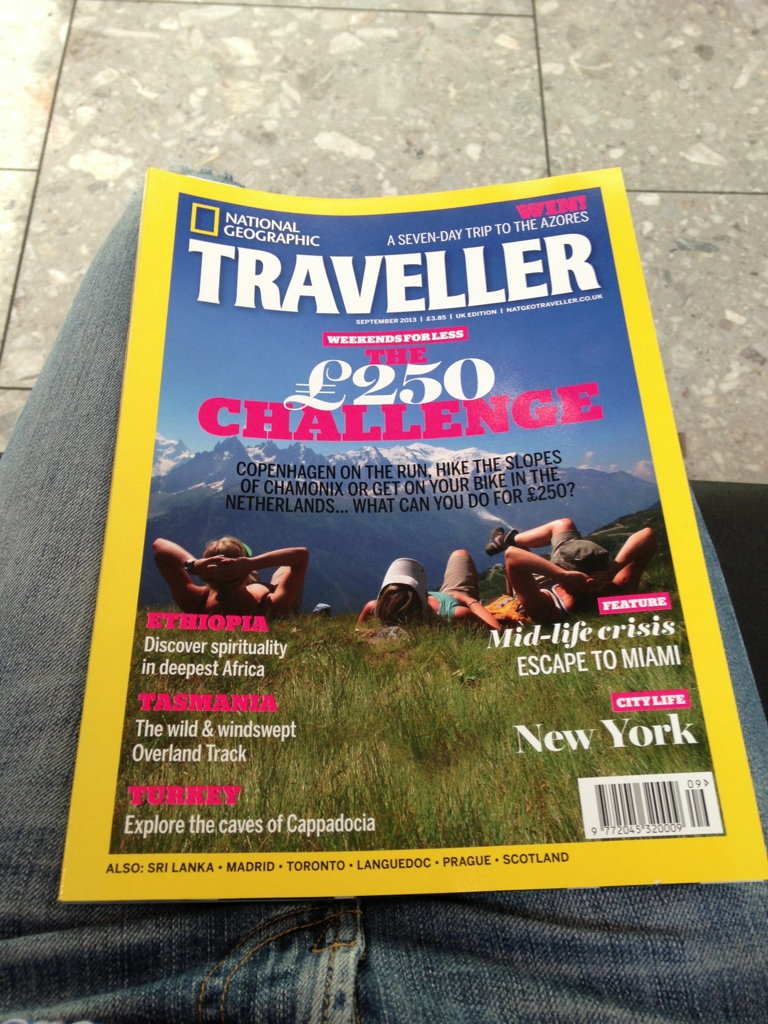 NATIONAL
GEOGRAPHIC
WIN!
A SEVEN-DAY TRIP TO THE AZORES
TRAVELLER
SEPTEMBER 2013 | £3.85 | UK EDITION | NATGEOTRAVELLER.CO.UK
WEEKENDS FOR LESS
THE
£250
CHALLENGE
COPENHAGEN ON THE RUN, HIKE THE SLOPES
OF CHAMONIX OR GET ON YOUR BIKE IN THE
NETHERLANDS... WHAT CAN YOU DO FOR £250?
ETHIOPIA
Discover spirituality
in deepest Africa
TASMANIA
The wild & windswept
Overland Track
TURKEY
Explore the caves of Cappadocia
FEATURE
Mid-life crisis
ESCAPE TO MIAMI
CITY LIFE
New York
09>
9 772045 320009
ALSO: SRI LANKA • MADRID • TORONTO • LANGUEDOC • PRAGUE • SCOTLAND